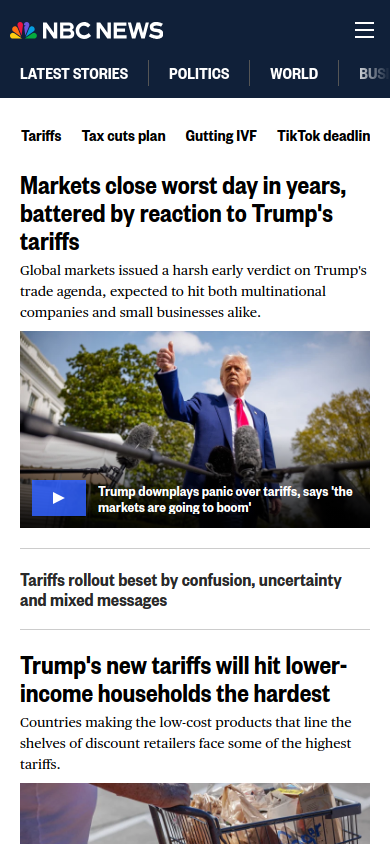 NBC NEWS
LATEST STORIES
POLITICS
WORLD
BUS
Tariffs
Tax cuts plan
Gutting IVF
TikTok deadlin
Markets close worst day in years,
battered by reaction to Trump's
tariffs
Global markets issued a harsh early verdict on Trump's
trade agenda, expected to hit both multinational
companies and small businesses alike.
Trump downplays panic over tariffs, says 'the
markets are going to boom'
Tariffs rollout beset by confusion, uncertainty
and mixed messages
Trump's new tariffs will hit lower-
income households the hardest
Countries making the low-cost products that line the
shelves of discount retailers face some of the highest
tariffs.